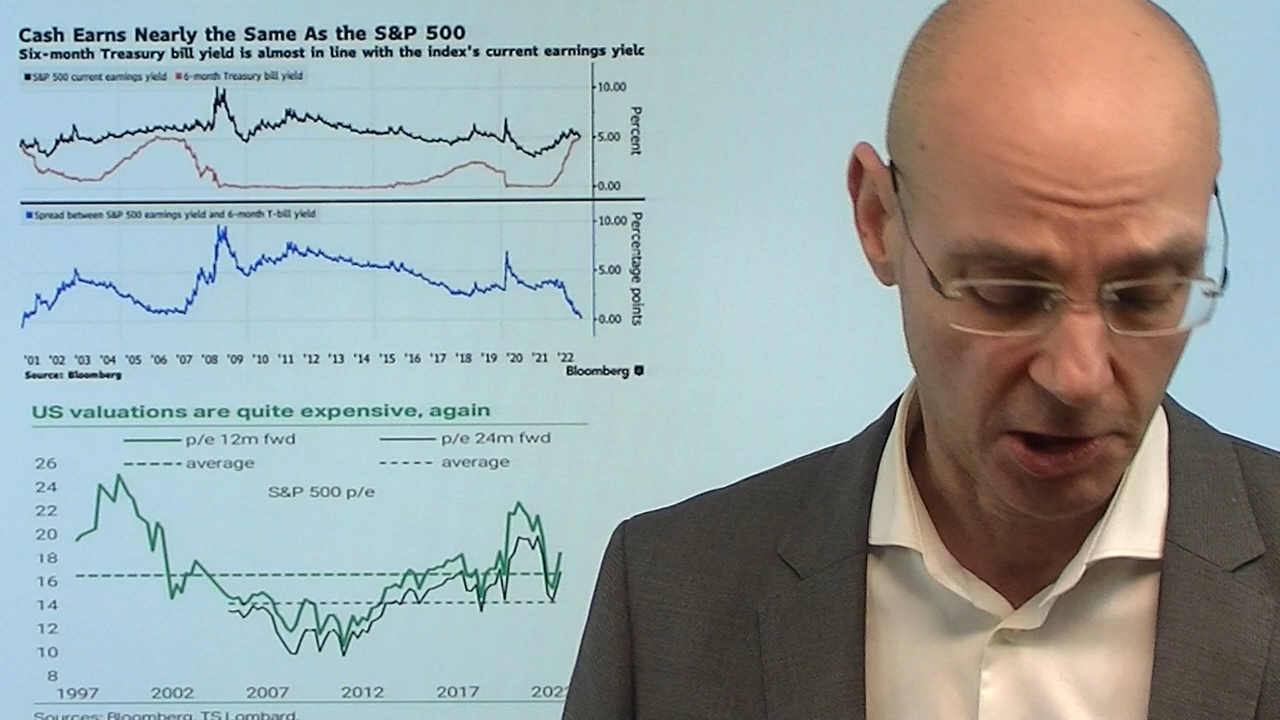 Cash Earns Nearly the Same As the S&P 500
Six-month Treasury bill yield is almost in line with the index's current earnings yielc
S&P 500 current earnings yield 6-month Treasury bill yield
10.00
5.00
0.00
Percent
Spread between S&P 500 earnings yield and 6-month T-bill yield
10.00
5.00
0.00
Percentage points
'01 '02 '03 '04 '05 '06 '07 '08 '09 '10 '11 '12 '13 '14 '15 '16 '17 '18 '19 '20 '21 '22
Source: Bloomberg
Bloomberg
US valuations are quite expensive, again
p/e 12m fwd p/e 24m fwd
average average
S&P 500 p/e
26
24
22
20
18
16
14
12
10
8
1997 2002 2007 2012 2017 202
Sources: Bloomberg, TS Lombard.